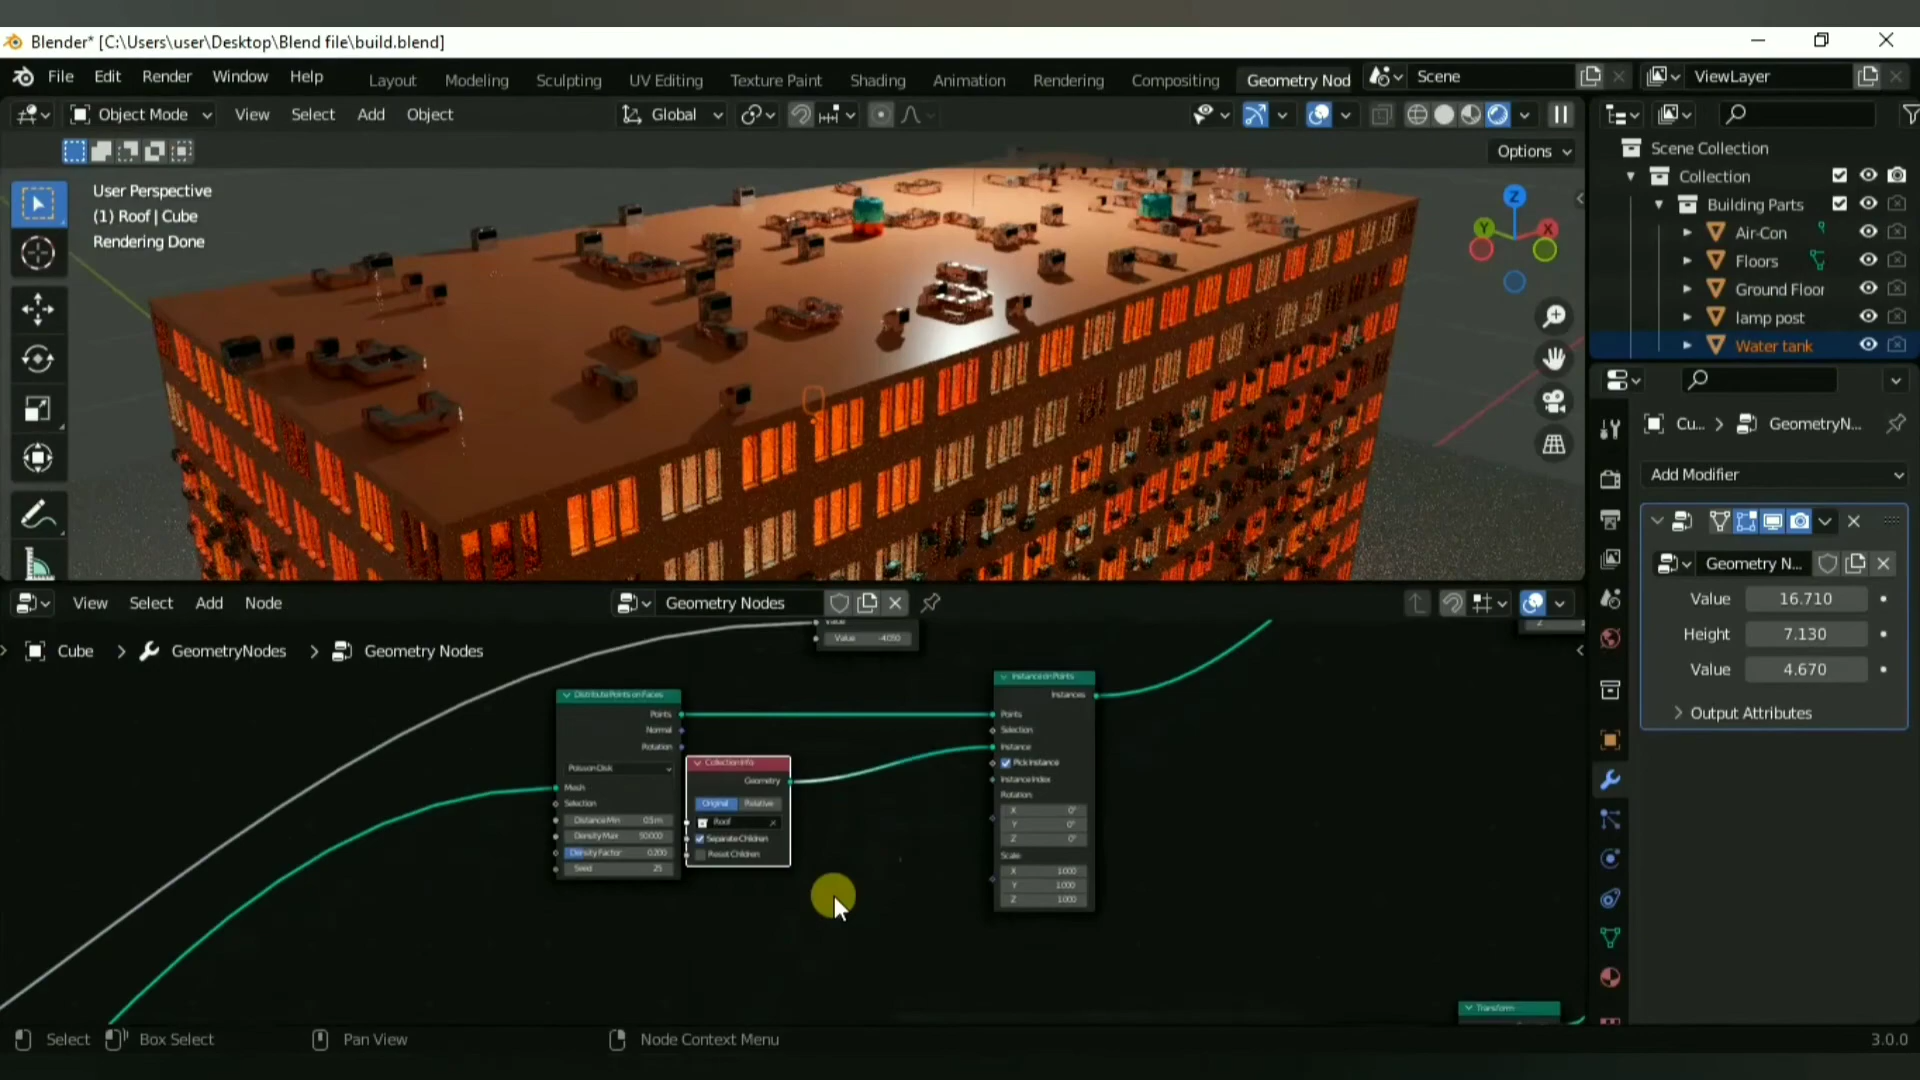 Blender* [C:\Users\user\Desktop\Blend file\build.blend]
File Edit Render Window Help Layout Modeling Sculpting UV Editing Texture Paint Shading Animation Rendering Compositing Geometry Nod Scene ViewLayer
Object Mode View Select Add Object Global
Options
User Perspective
(1) Roof | Cube
Rendering Done
Z
Y
X
Scene Collection
Collection
Building Parts
Air-Con
Floors
Ground Floor
lamp post
Water tank
Cu... > GeometryN...
Add Modifier
Geometry N...
Value 16.710
Height 7.130
Value 4.670
Output Attributes
View Select Add Node Geometry Nodes
Cube > GeometryNodes > Geometry Nodes
Value
Value -4.050
Distribute Points on Faces
Points
Normal
Rotation
Poisson Disk
Mesh
Selection
Distance Min 0.5 m
Density Max 50.000
Density Factor 0.200
Seed 25
Collection Info
Geometry
Original Relative
Roof
Separate Children
Reset Children
Instance on Points
Instances
Points
Selection
Instance
Pick Instance
Instance Index
Rotation:
X 0°
Y 0°
Z 0°
Scale
X 1.000
Y 1.000
Z 1.000
Z
Transform
Select Box Select Pan View Node Context Menu 3.0.0